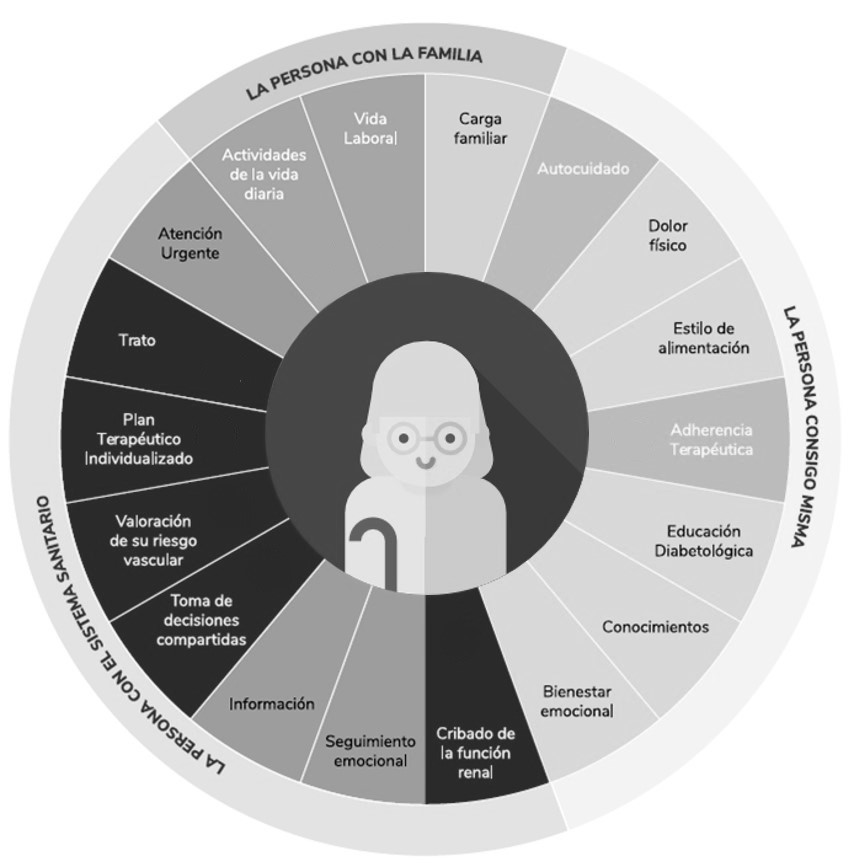 LA PERSONA CON LA FAMILIA
Actividades
de la vida
diaria
Vida
Laboral
Carga
familiar
LA PERSONA CONSIGO MISMA
Autocuidado
Dolor
físico
Estilo de
alimentación
Adherencia
Terapéutica
Educación
Diabetológica
Conocimientos
Bienestar
emocional
LA PERSONA CON EL SISTEMA SANITARIO
Cribado de
la función
renal
Seguimiento
emocional
Información
Toma de
decisiones
compartidas
Valoración
de su riesgo
vascular
Plan
Terapéutico
Individualizado
Trato
Atención
Urgente